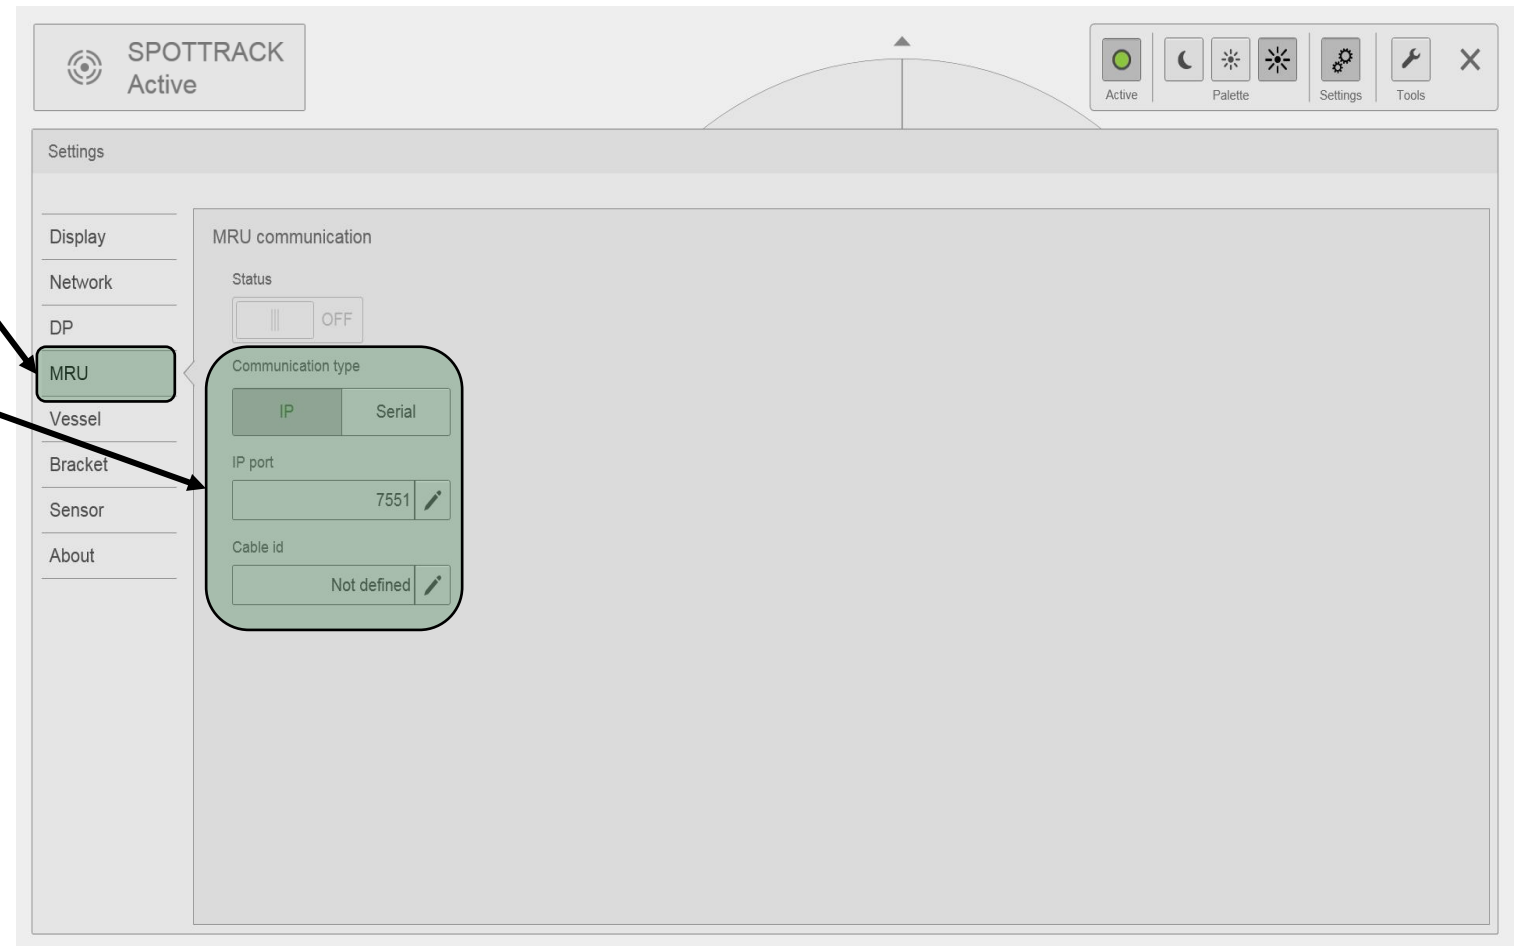 SPOTTRACK
Active
Active
Palette
Settings
Tools
Settings
Display
Network
DP
MRU
Vessel
Bracket
Sensor
About
MRU communication
Status
OFF
Communication type
IP Serial
IP port
7551
Cable id
Not defined